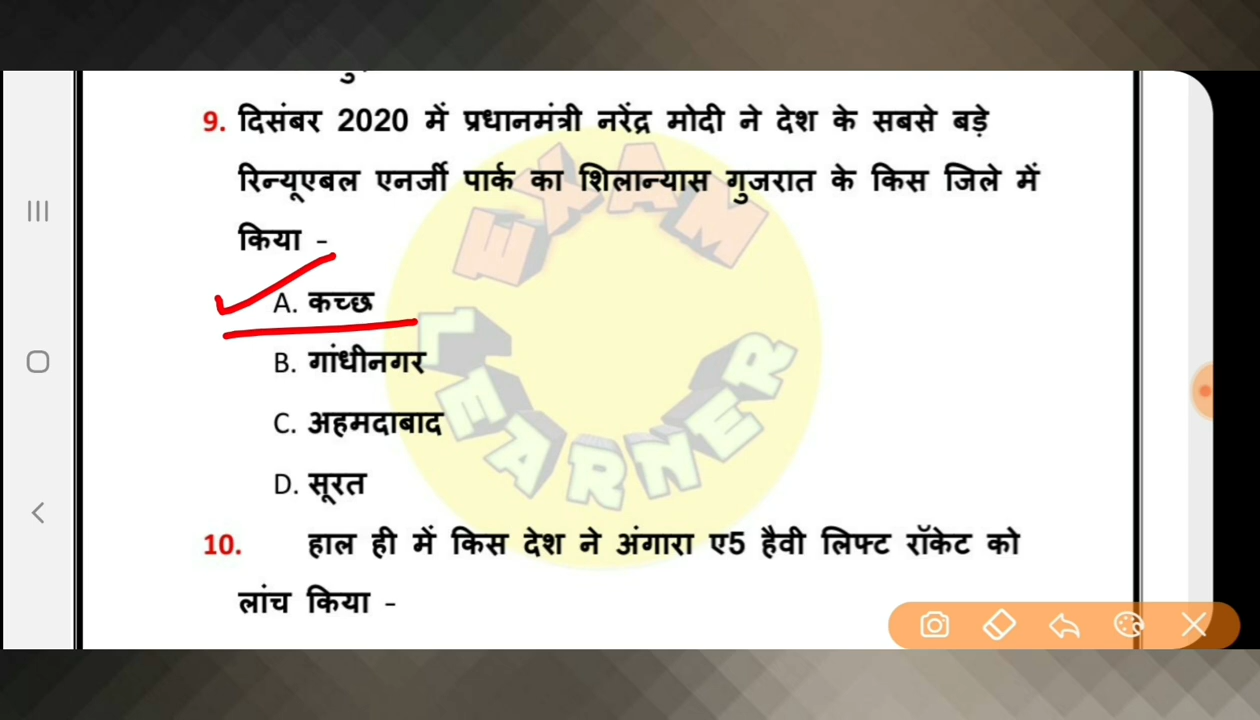 9. दिसंबर 2020 में प्रधानमंत्री नरेंद्र मोदी ने देश के सबसे बड़े
रिन्यूएबल एनर्जी पार्क का शिलान्यास गुजरात के किस जिले में
किया -
A. कच्छ
B. गांधीनगर
C. अहमदाबाद
D. सूरत
10. हाल ही में किस देश ने अंगारा ए5 हैवी लिफ्ट रॉकेट को
लांच किया -
EXAM
LEARNER